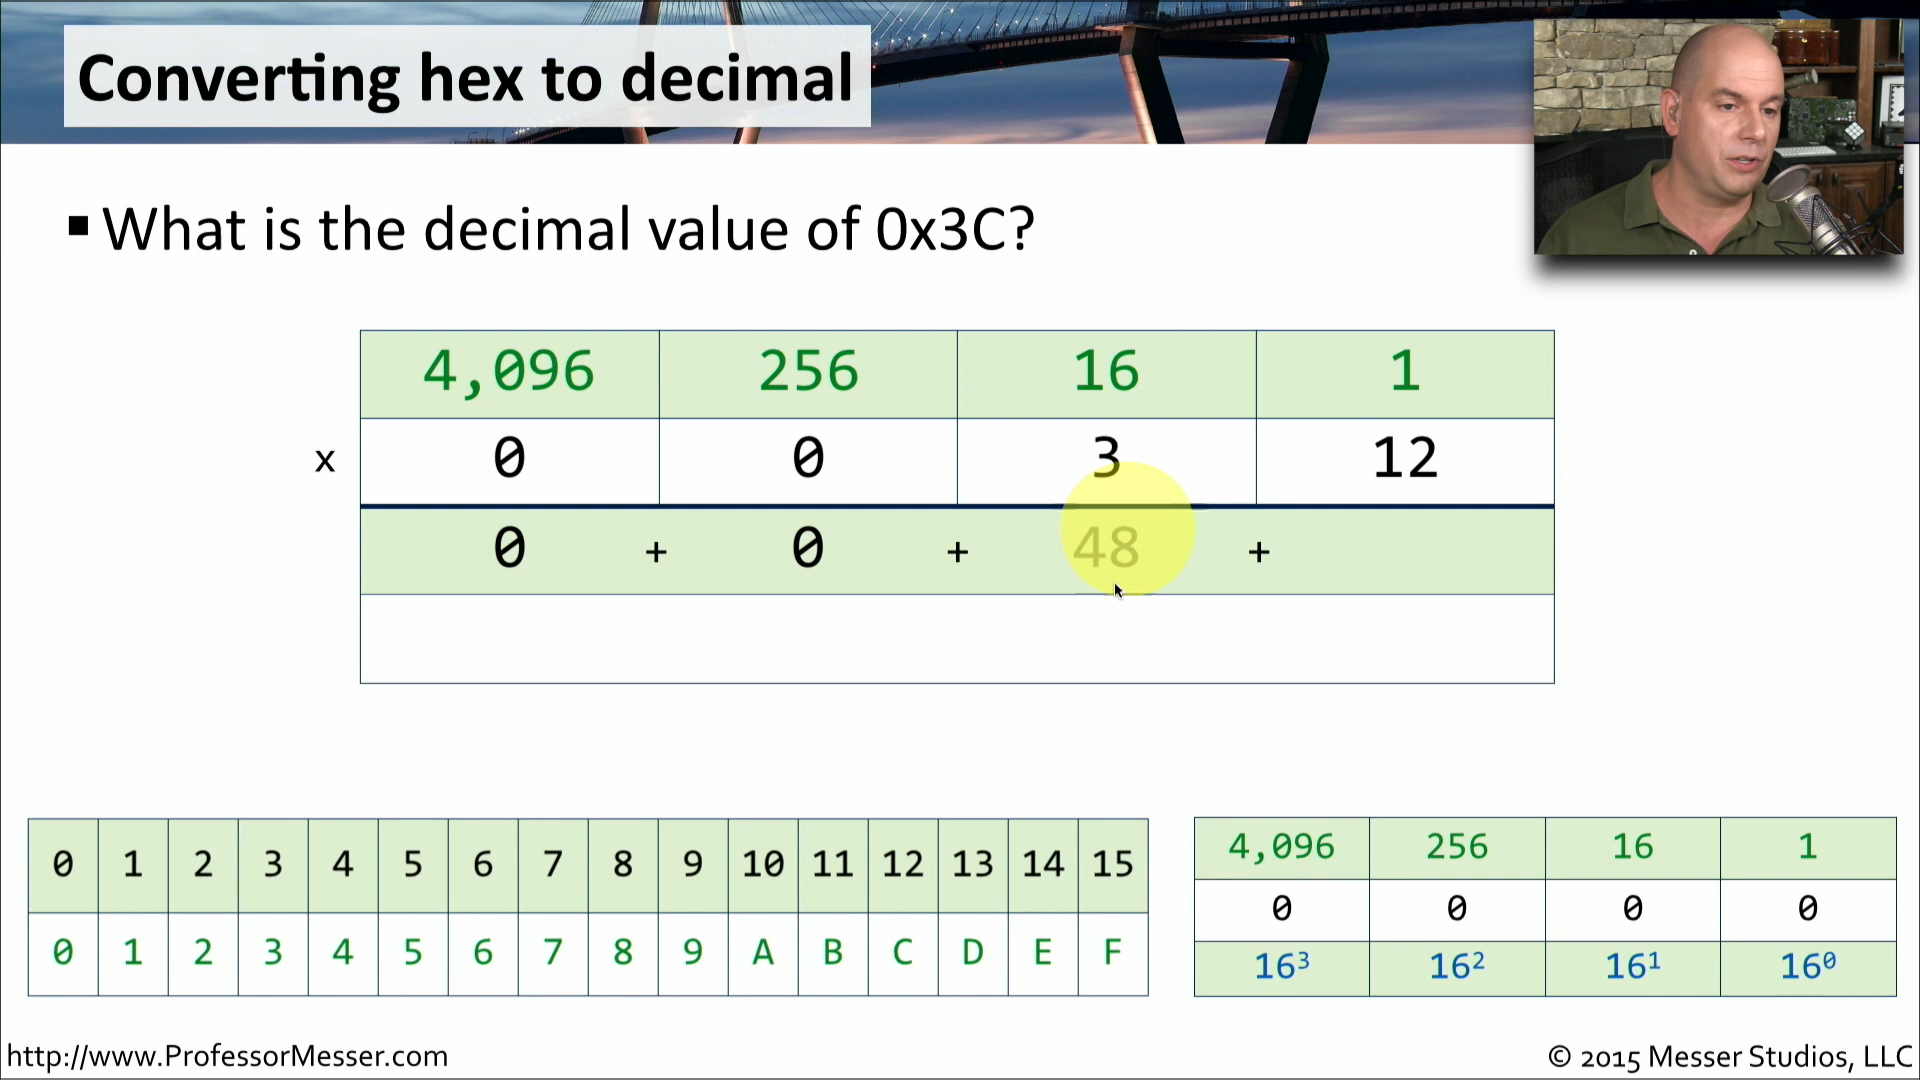 Converting hex to decimal
What is the decimal value of 0x3C?
4,096 256 16 1
x 0 0 3 12
0 + 0 + 48 +
0 1 2 3 4 5 6 7 8 9 10 11 12 13 14 15
0 1 2 3 4 5 6 7 8 9 A B C D E F
4,096 256 16 1
0 0 0 0
16³ 16² 16¹ 16⁰
http://www.ProfessorMesser.com
© 2015 Messer Studios, LLC